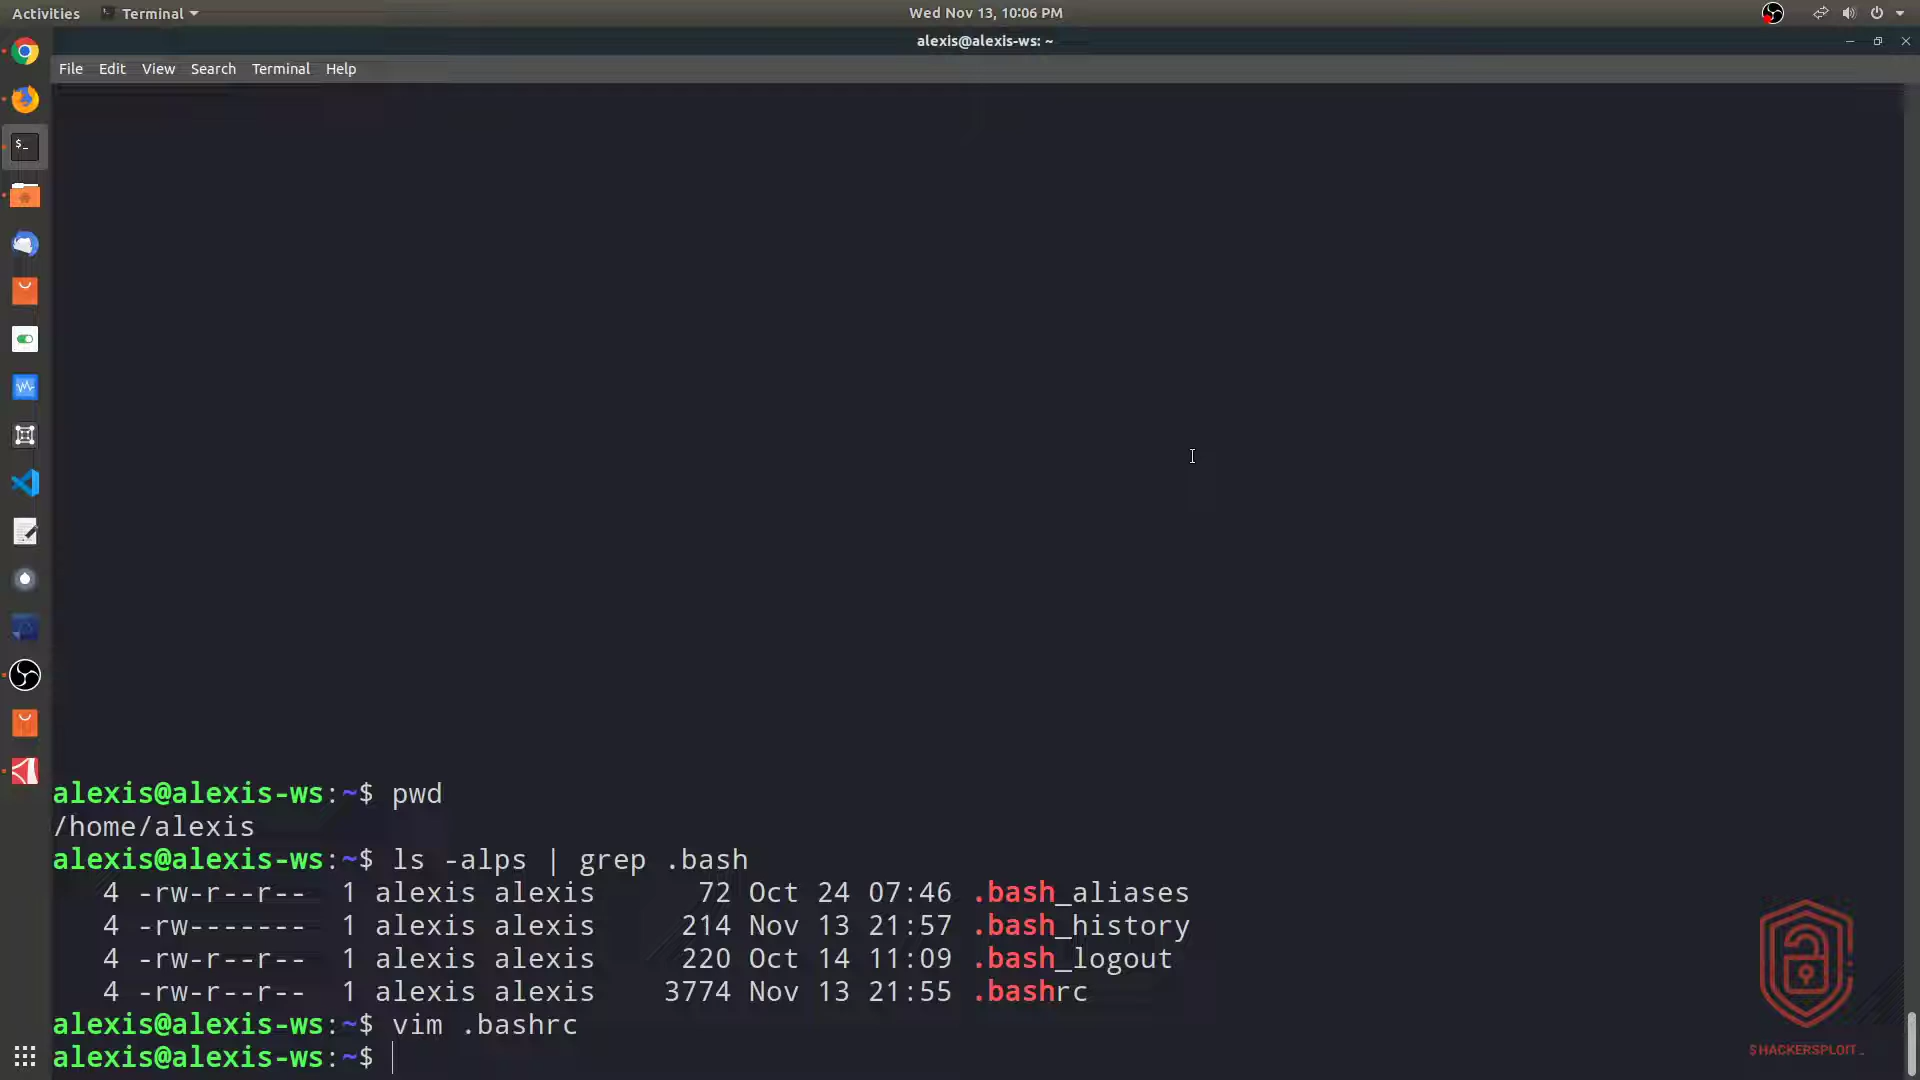 Activities
Terminal
Wed Nov 13, 10:06 PM
alexis@alexis-ws: ~
File Edit View Search Terminal Help
alexis@alexis-ws:~$ pwd
/home/alexis
alexis@alexis-ws:~$ ls -alps | grep .bash
4 -rw-r--r-- 1 alexis alexis 72 Oct 24 07:46 .bash_aliases
4 -rw------- 1 alexis alexis 214 Nov 13 21:57 .bash_history
4 -rw-r--r-- 1 alexis alexis 220 Oct 14 11:09 .bash_logout
4 -rw-r--r-- 1 alexis alexis 3774 Nov 13 21:55 .bashrc
alexis@alexis-ws:~$ vim .bashrc
alexis@alexis-ws:~$
$HACKERSPLOIT_